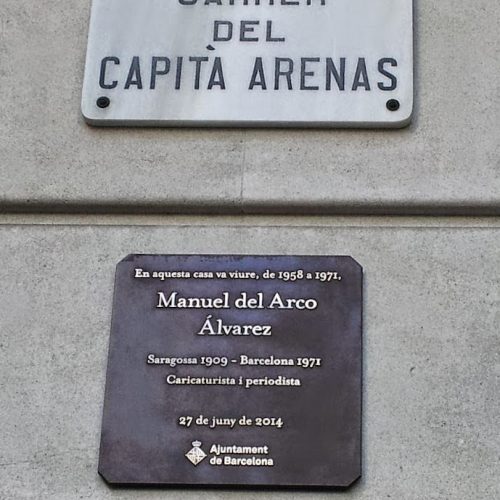 CARRER
DEL
CAPITÀ ARENAS
En aquesta casa va viure, de 1958 a 1971,
Manuel del Arco
Álvarez
Saragossa 1909 - Barcelona 1971
Caricaturista i periodista
27 de juny de 2014
Ajuntament
de Barcelona